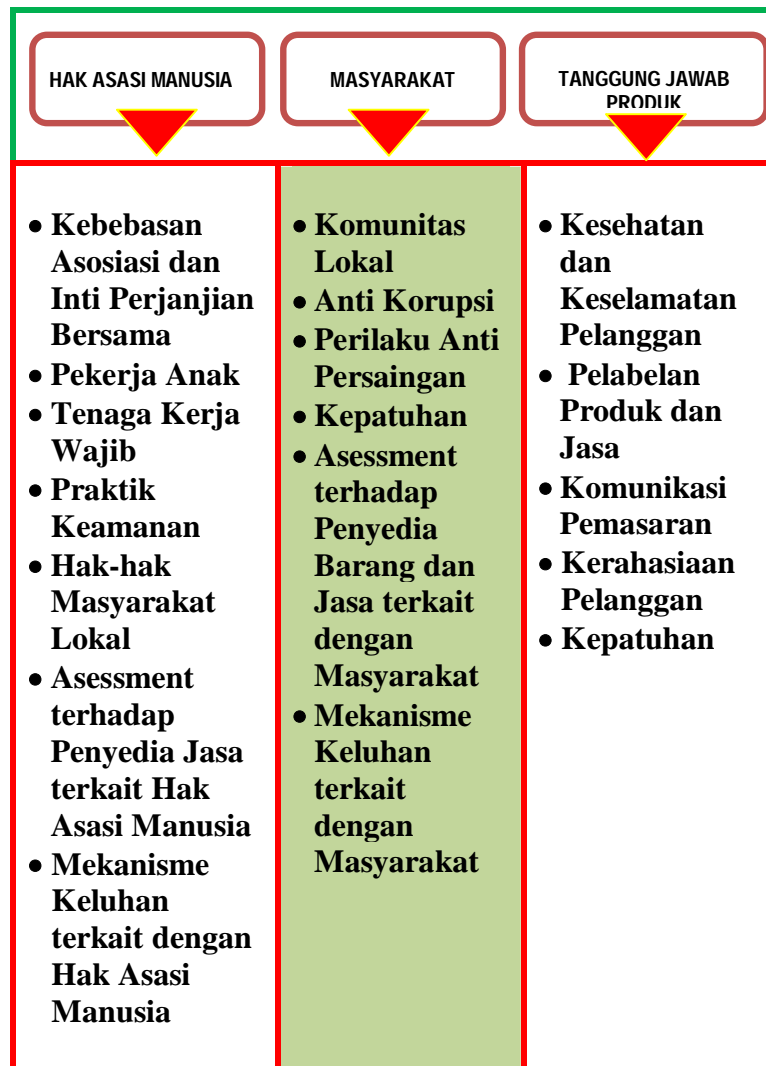 HAK ASASI MANUSIA
MASYARAKAT
TANGGUNG JAWAB
PRODUK
• Kebebasan
Asosiasi dan
Inti Perjanjian
Bersama
• Pekerja Anak
• Tenaga Kerja
Wajib
• Praktik
Keamanan
• Hak-hak
Masyarakat
Lokal
• Asessment
terhadap
Penyedia Jasa
terkait Hak
Asasi Manusia
• Mekanisme
Keluhan
terkait dengan
Hak Asasi
Manusia
• Komunitas
Lokal
• Anti Korupsi
• Perilaku Anti
Persaingan
• Kepatuhan
• Asessment
terhadap
Penyedia
Barang dan
Jasa terkait
dengan
Masyarakat
• Mekanisme
Keluhan
terkait
dengan
Masyarakat
• Kesehatan
dan
Keselamatan
Pelanggan
• Pelabelan
Produk dan
Jasa
• Komunikasi
Pemasaran
• Kerahasiaan
Pelanggan
• Kepatuhan